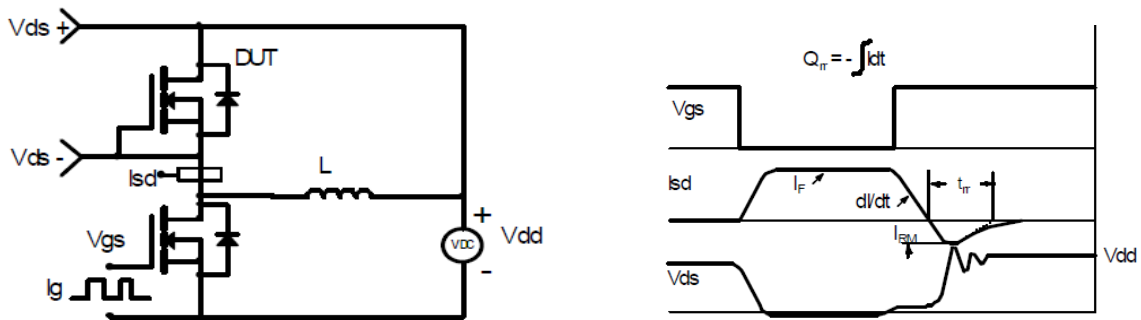 Vds +
DUT
Vds -
Isd
L
Vgs
Ig
+
VDC
-
Vdd
Qrr = - ∫ Idt
Vgs
Isd
IF
dI/dt
trr
IRM
Vdd
Vds